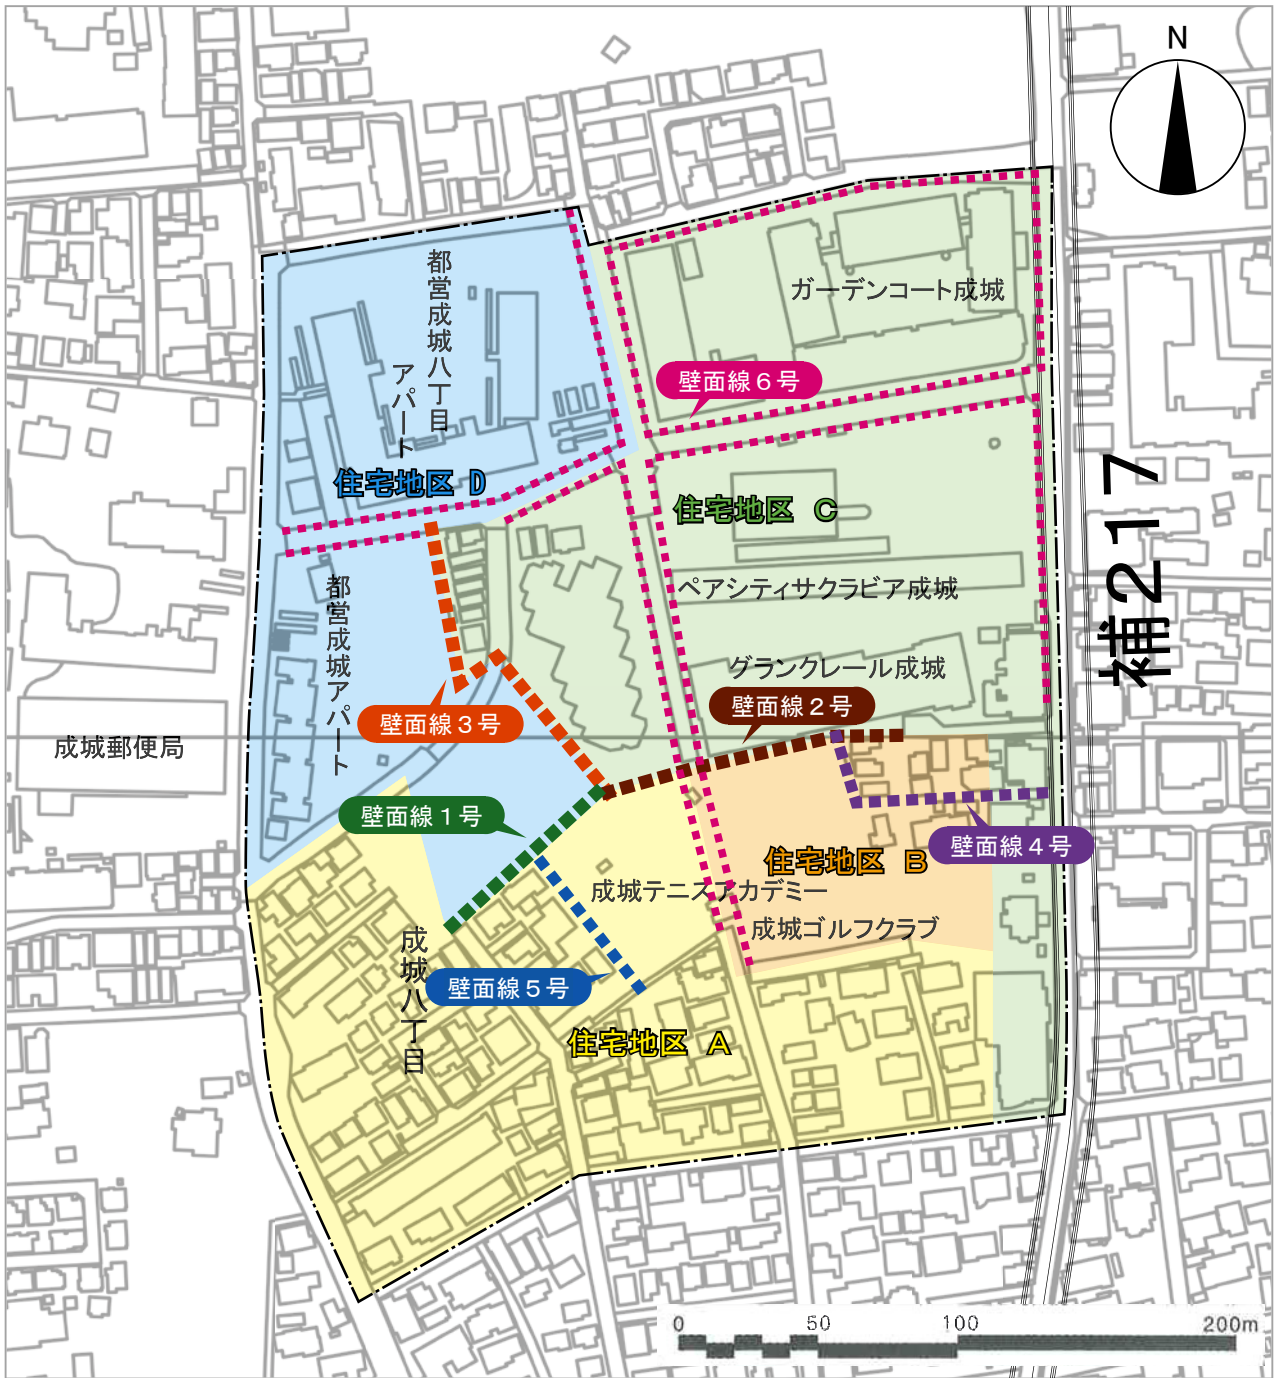 N
都営成城八丁目
アパート
ガーデンコート成城
壁面線６号
住宅地区 D
住宅地区 C
補217
都営成城アパート
ペアシティサクラビア成城
グランクレール成城
壁面線２号
壁面線３号
成城郵便局
壁面線１号
壁面線４号
住宅地区 B
成城テニスアカデミー
成城ゴルフクラブ
成城八丁目
壁面線５号
住宅地区 A
0 50 100 200m